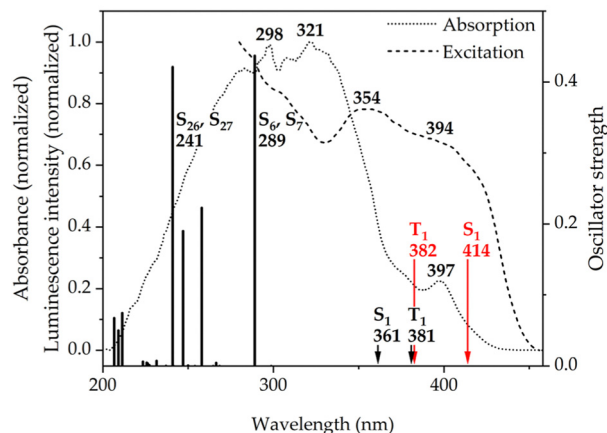 298
321
Absorption
Excitation
1.0
0.8
0.6
0.4
0.2
0.0
0.4
0.2
0.0
354
394
S26, S27
241
S6, S7
289
T1
382
S1
414
397
S1
361
T1
381
200
300
400
Wavelength (nm)
Absorbance (normalized)
Luminescence intensity (normalized)
Oscillator strength